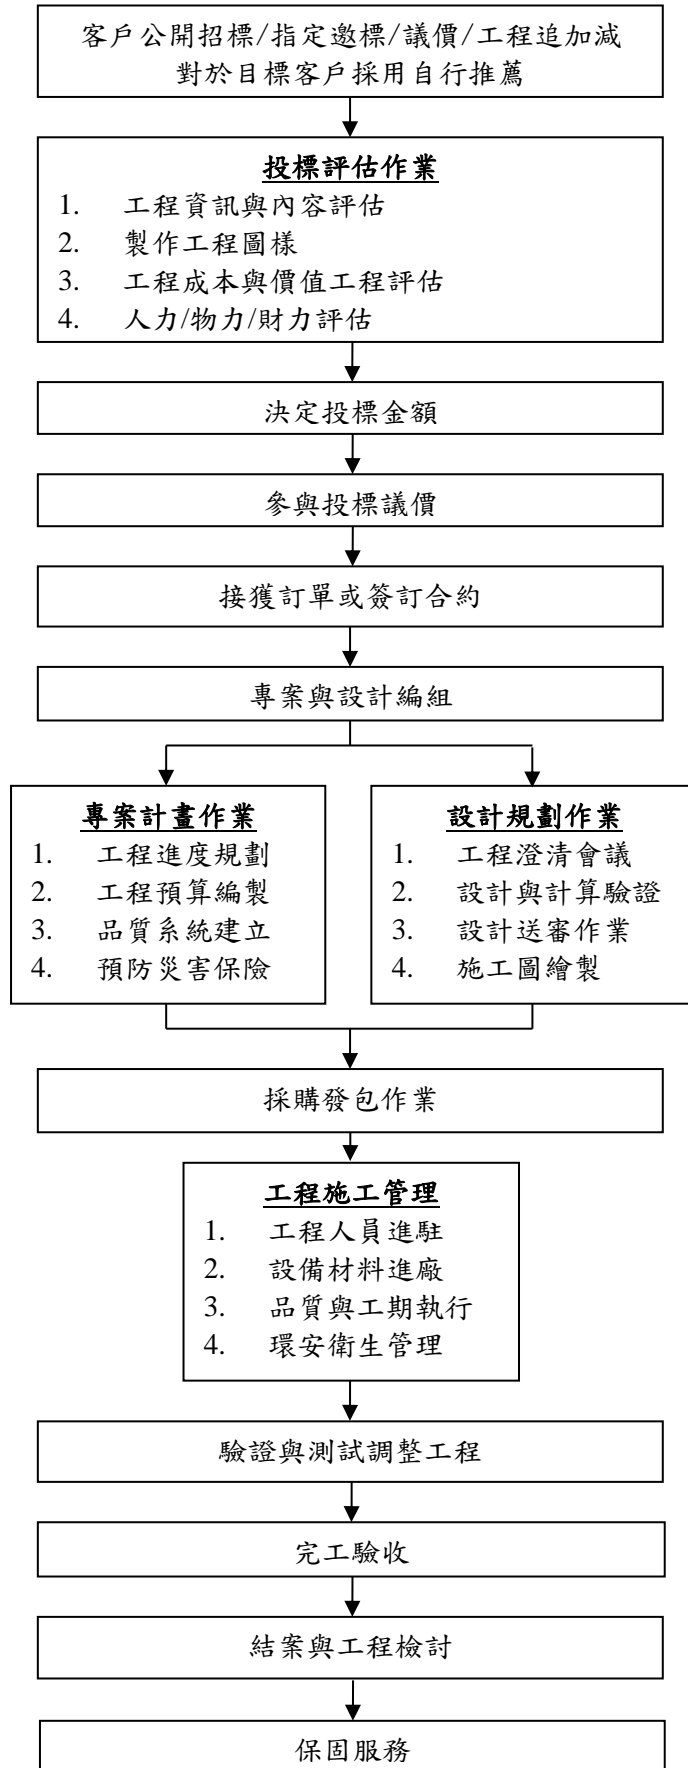 客戶公開招標/指定邀標/議價/工程追加減
對於目標客戶採用自行推薦
投標評估作業
1. 工程資訊與內容評估
2. 製作工程圖樣
3. 工程成本與價值工程評估
4. 人力/物力/財力評估
決定投標金額
參與投標議價
接獲訂單或簽訂合約
專案與設計編組
專案計畫作業
1. 工程進度規劃
2. 工程預算編製
3. 品質系統建立
4. 預防災害保險
設計規劃作業
1. 工程澄清會議
2. 設計與計算驗證
3. 設計送審作業
4. 施工圖繪製
採購發包作業
工程施工管理
1. 工程人員進駐
2. 設備材料進廠
3. 品質與工期執行
4. 環安衛生管理
驗證與測試調整工程
完工驗收
結案與工程檢討
保固服務